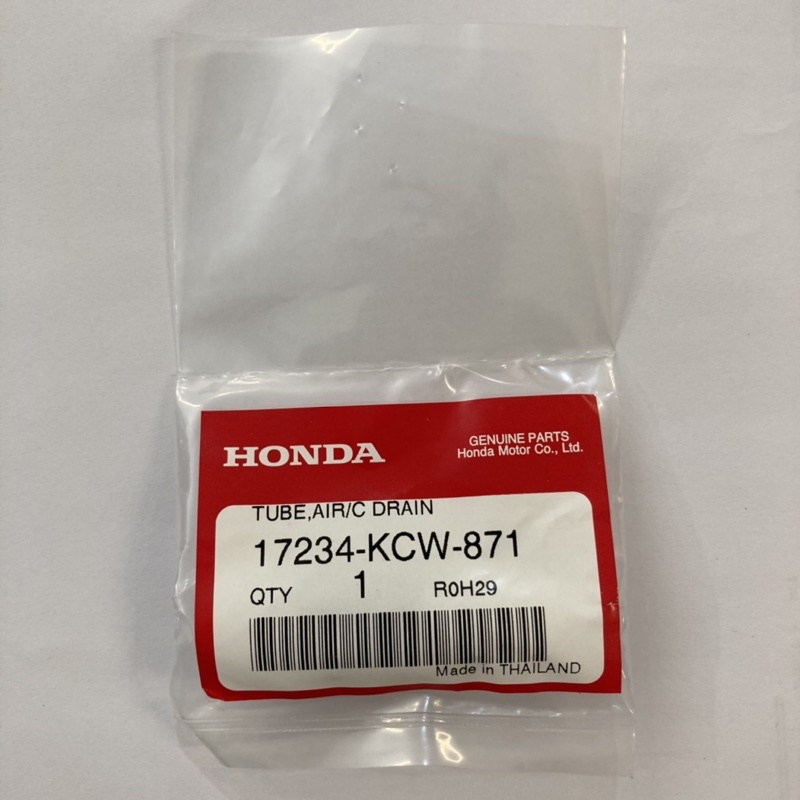 HONDA
GENUINE PARTS
Honda Motor Co., Ltd.
TUBE,AIR/C DRAIN
17234-KCW-871
QTY 1 R0H29
Made in THAILAND